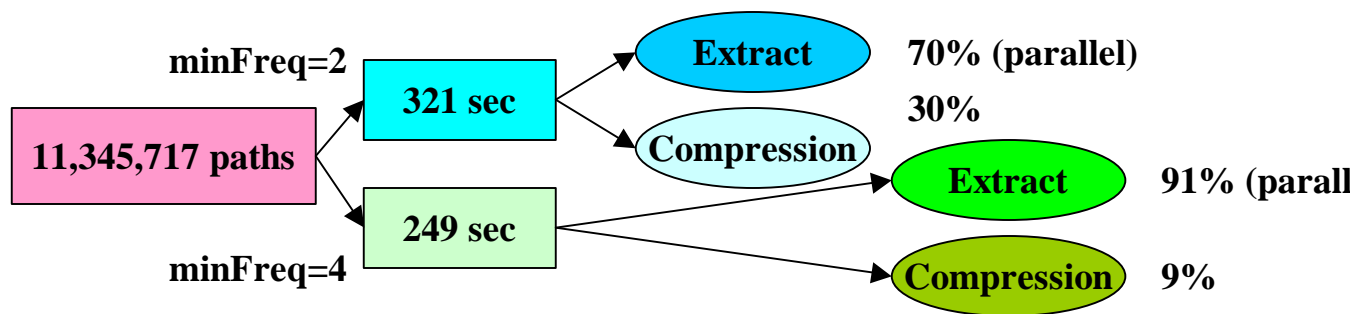 minFreq=2
321 sec
Extract
70% (parallel)
30%
Compression
11,345,717 paths
249 sec
minFreq=4
Extract
91% (parall
Compression
9%